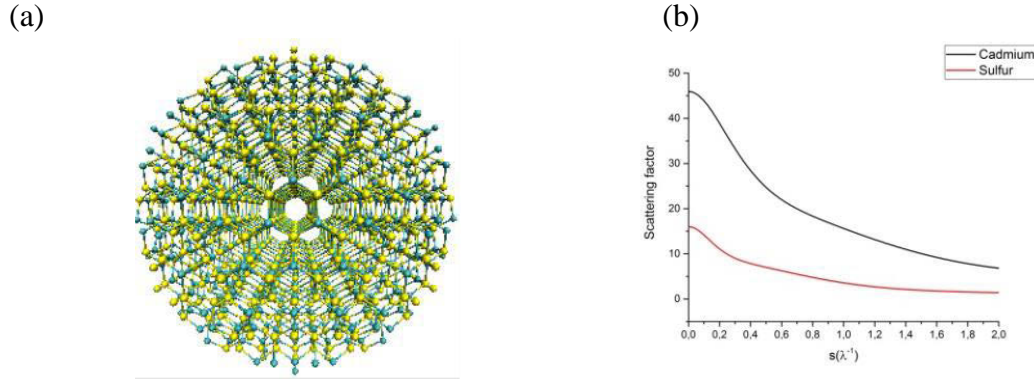 (a)
(b)
Cadmium
Sulfur
50
40
30
20
10
0
Scattering factor
0,0 0,2 0,4 0,6 0,8 1,0 1,2 1,4 1,6 1,8 2,0
s(λ⁻¹)